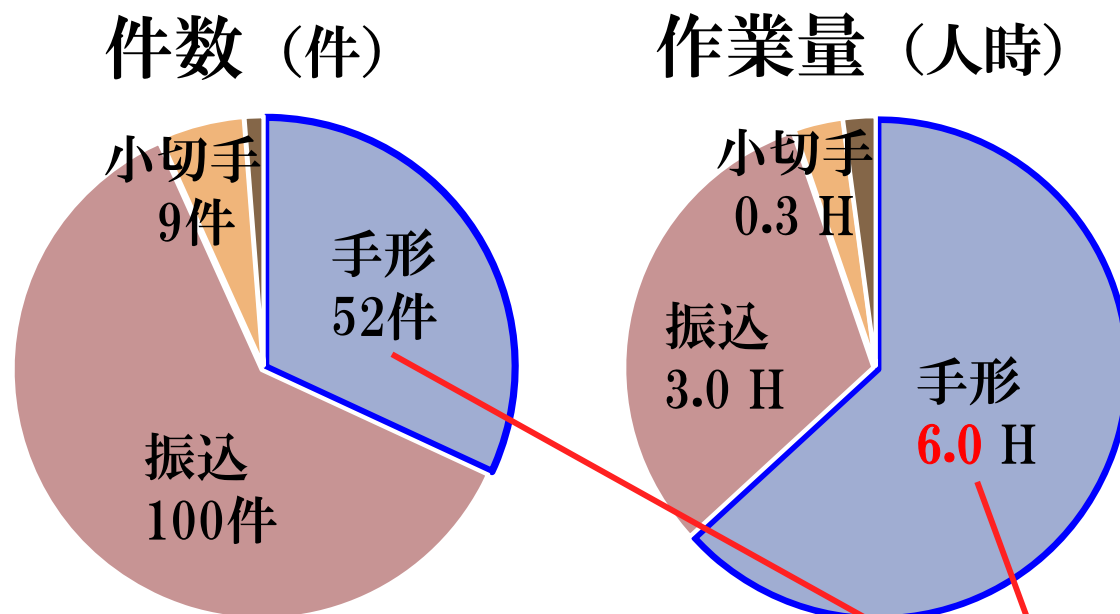 件数（件）
小切手
9件
手形
52件
振込
100件
作業量（人時）
小切手
0.3 H
振込
3.0 H
手形
6.0 H